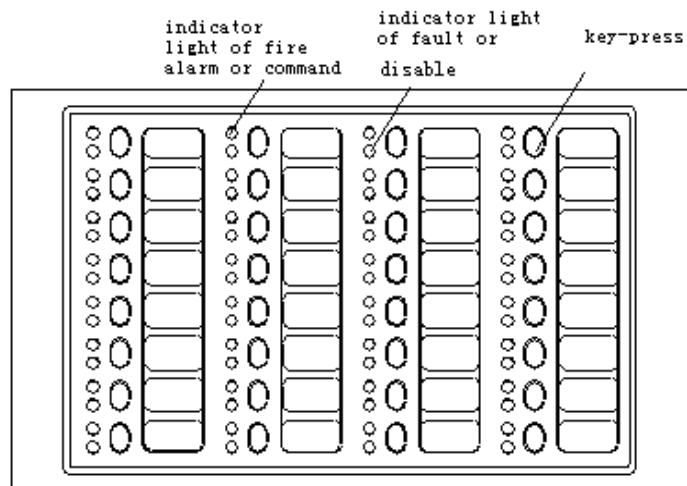 indicator
light of fire
alarm or command
indicator light
of fault or
disable
key-press